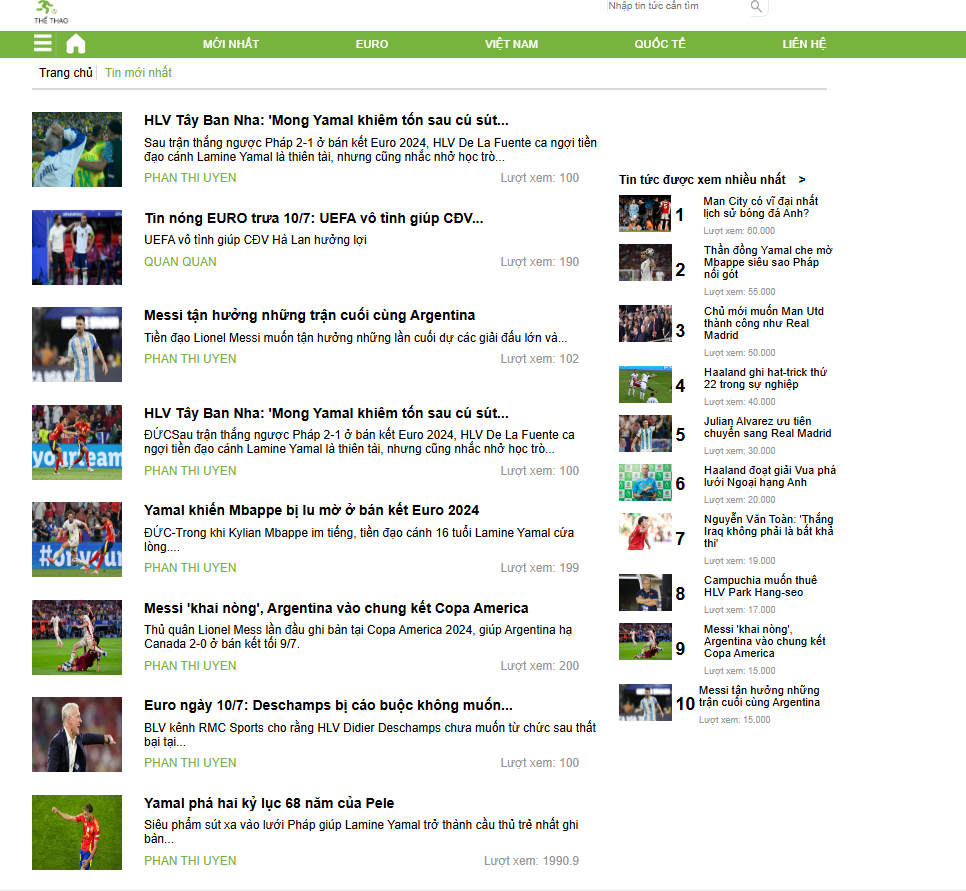 THỂ THAO
Nhập tin tức cần tìm
MỚI NHẤT
EURO
VIỆT NAM
QUỐC TẾ
LIÊN HỆ
Trang chủ
Tin mới nhất
HLV Tây Ban Nha: 'Mong Yamal khiêm tốn sau cú sút...
Sau trận thắng ngược Pháp 2-1 ở bán kết Euro 2024, HLV De La Fuente ca ngợi tiền
đạo cánh Lamine Yamal là thiên tài, nhưng cũng nhắc nhở học trò...
PHAN THI UYEN
Lượt xem: 100
Tin nóng EURO trưa 10/7: UEFA vô tình giúp CĐV...
UEFA vô tình giúp CĐV Hà Lan hưởng lợi
QUAN QUAN
Lượt xem: 190
Messi tận hưởng những trận cuối cùng Argentina
Tiền đạo Lionel Messi muốn tận hưởng những lần cuối dự các giải đấu lớn và...
PHAN THI UYEN
Lượt xem: 102
HLV Tây Ban Nha: 'Mong Yamal khiêm tốn sau cú sút...
ĐỨCSau trận thắng ngược Pháp 2-1 ở bán kết Euro 2024, HLV De La Fuente ca
ngợi tiền đạo cánh Lamine Yamal là thiên tài, nhưng cũng nhắc nhở học trò...
PHAN THI UYEN
Lượt xem: 100
Yamal khiến Mbappe bị lu mờ ở bán kết Euro 2024
ĐỨC-Trong khi Kylian Mbappe im tiếng, tiền đạo cánh 16 tuổi Lamine Yamal cứa
lòng....
PHAN THI UYEN
Lượt xem: 199
Messi 'khai nòng', Argentina vào chung kết Copa America
Thủ quân Lionel Mess lần đầu ghi bàn tại Copa America 2024, giúp Argentina hạ
Canada 2-0 ở bán kết tối 9/7.
PHAN THI UYEN
Lượt xem: 200
Euro ngày 10/7: Deschamps bị cáo buộc không muốn...
BLV kênh RMC Sports cho rằng HLV Didier Deschamps chưa muốn từ chức sau thất
bại tại...
PHAN THI UYEN
Lượt xem: 100
Yamal phá hai kỷ lục 68 năm của Pele
Siêu phẩm sút xa vào lưới Pháp giúp Lamine Yamal trở thành cầu thủ trẻ nhất ghi
bàn...
PHAN THI UYEN
Lượt xem: 1990.9
Tin tức được xem nhiều nhất >
1
Man City có vĩ đại nhất
lịch sử bóng đá Anh?
Lượt xem: 60.000
2
Thần đồng Yamal che mờ
Mbappe siêu sao Pháp
nối gót
Lượt xem: 55.000
3
Chủ mới muốn Man Utd
thành công như Real
Madrid
Lượt xem: 50.000
4
Haaland ghi hat-trick thứ
22 trong sự nghiệp
Lượt xem: 40.000
5
Julian Alvarez ưu tiên
chuyển sang Real Madrid
Lượt xem: 30.000
6
Haaland đoạt giải Vua phá
lưới Ngoại hạng Anh
Lượt xem: 20.000
7
Nguyễn Văn Toàn: 'Thắng
Iraq không phải là bất khả
thi'
Lượt xem: 19.000
8
Campuchia muốn thuê
HLV Park Hang-seo
Lượt xem: 17.000
9
Messi 'khai nòng',
Argentina vào chung kết
Copa America
Lượt xem: 15.000
10
Messi tận hưởng những
trận cuối cùng Argentina
Lượt xem: 15.000